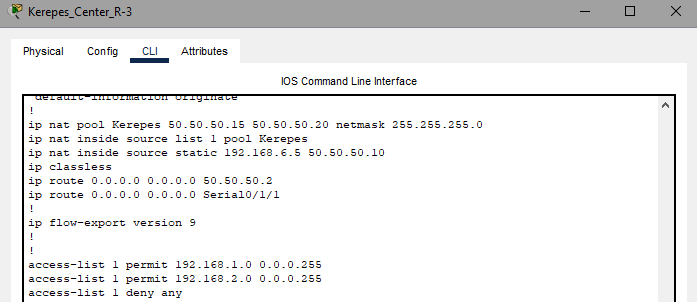 Kerepes_Center_R-3
Physical Config CLI Attributes
IOS Command Line Interface
default-information originate
!
ip nat pool Kerepes 50.50.50.15 50.50.50.20 netmask 255.255.255.0
ip nat inside source list 1 pool Kerepes
ip nat inside source static 192.168.6.5 50.50.50.10
ip classless
ip route 0.0.0.0 0.0.0.0 50.50.50.2
ip route 0.0.0.0 0.0.0.0 Serial0/1/1
!
ip flow-export version 9
!
!
access-list 1 permit 192.168.1.0 0.0.0.255
access-list 1 permit 192.168.2.0 0.0.0.255
access-list 1 deny any